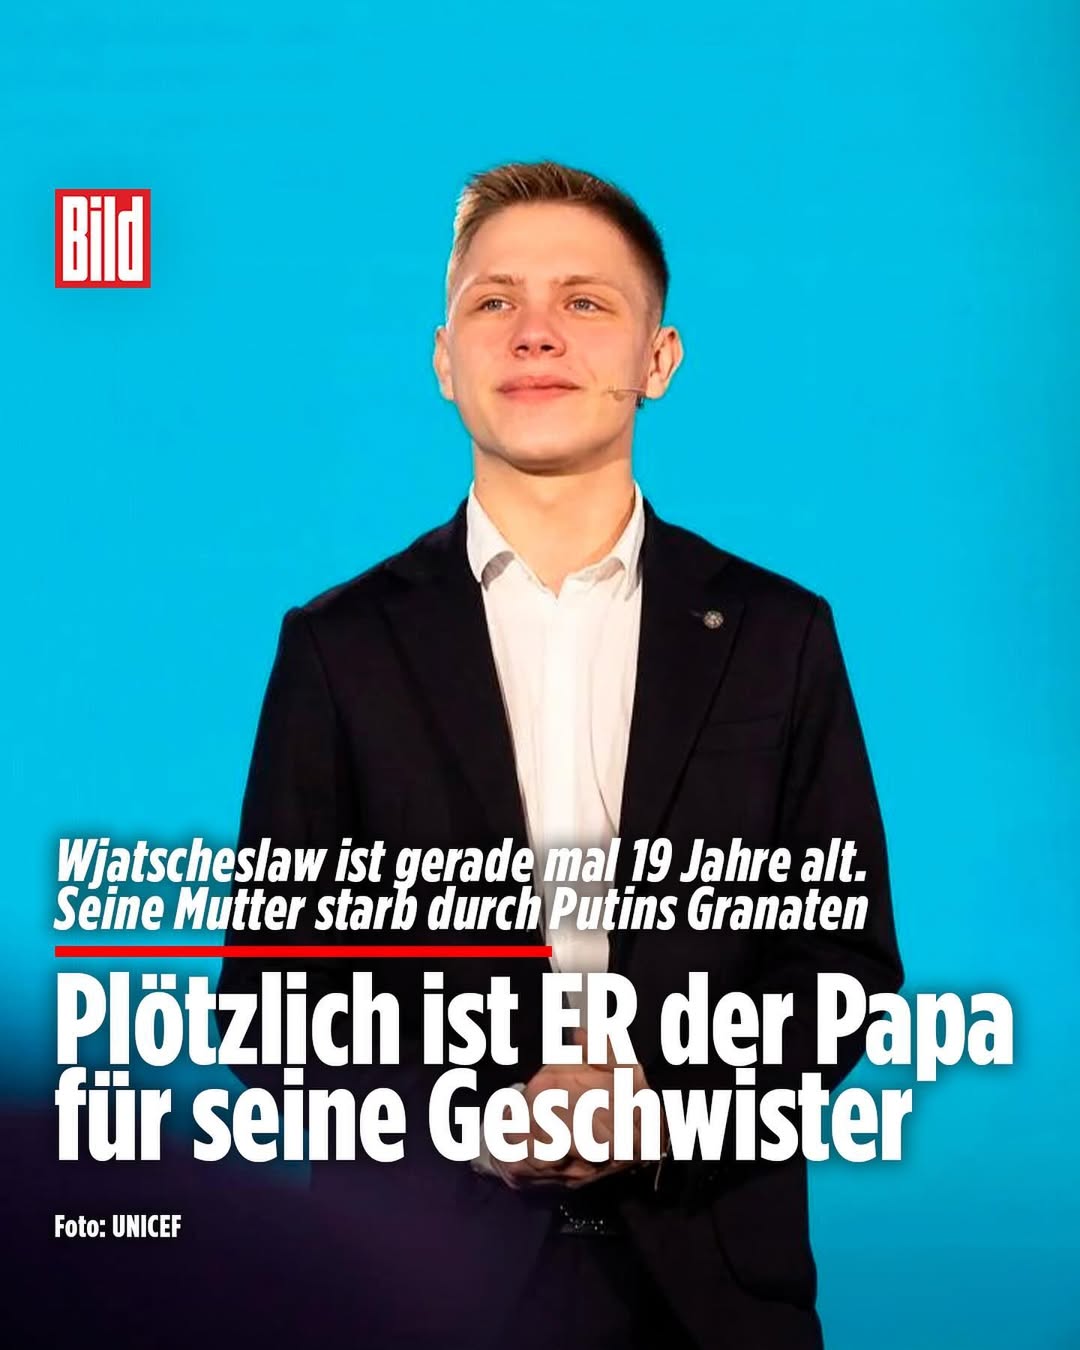 Bild
Wjatscheslaw ist gerade mal 19 Jahre alt.
Seine Mutter starb durch Putins Granaten
Plötzlich ist ER der Papa
für seine Geschwister
Foto: UNICEF